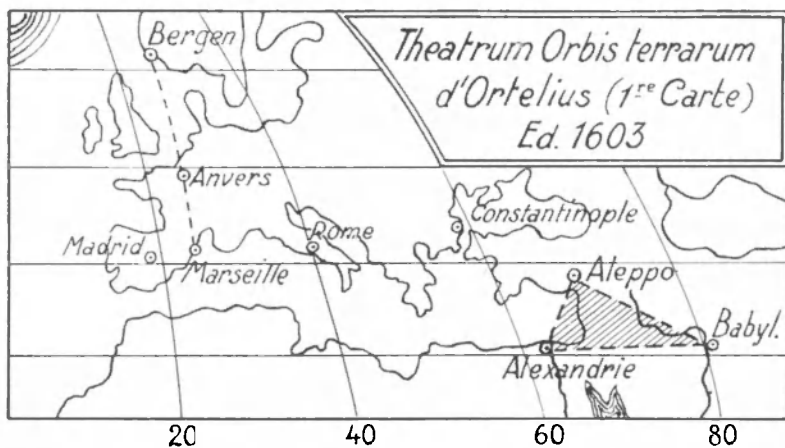 Theatrum Orbis terrarum
d'Ortelius (1re Carte)
Ed. 1603
Bergen
Anvers
Madrid
Marseille
Rome
Constantinople
Aleppo
Babyl.
Alexandrie
20 40 60 80